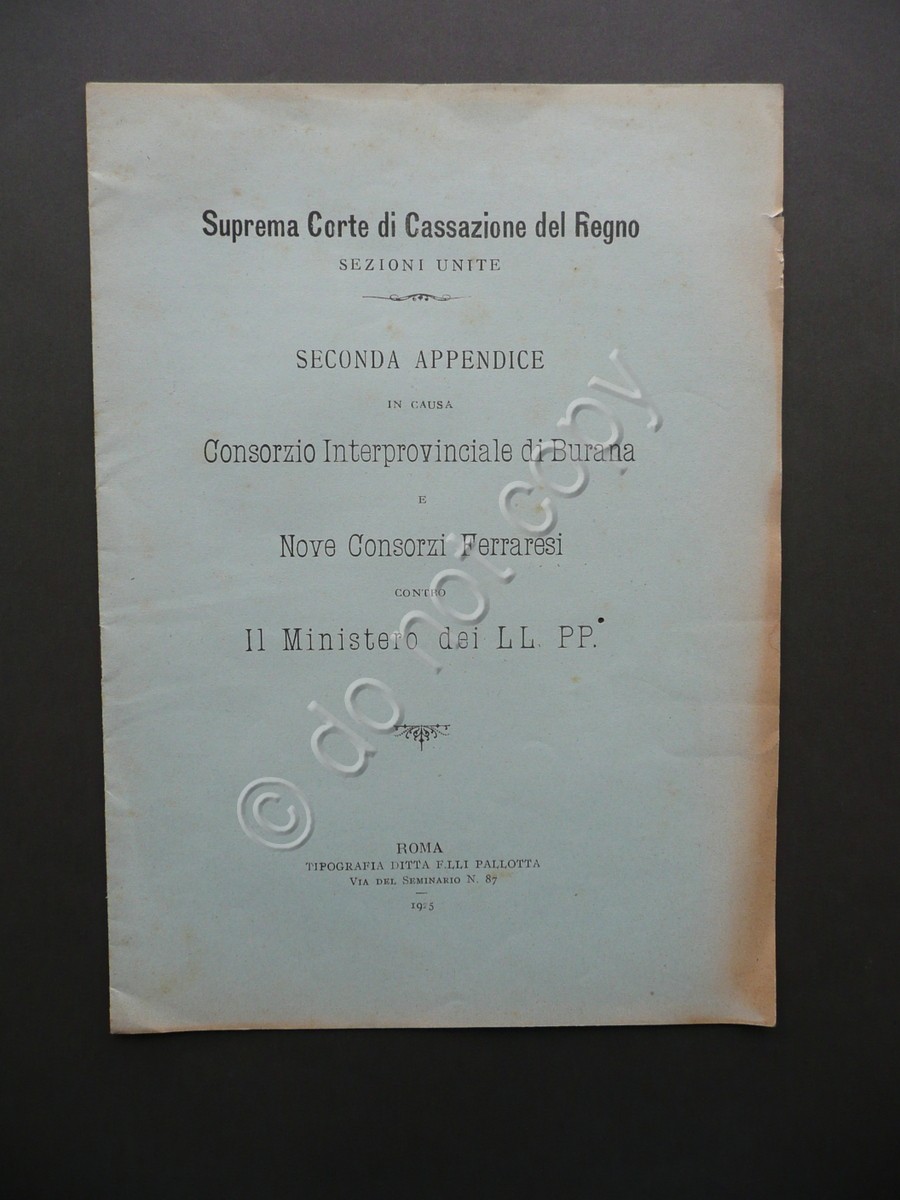 Suprema Corte di Cassazione del Regno
SEZIONI UNITE
SECONDA APPENDICE
IN CAUSA
Consorzio Interprovinciale di Burana
E
Nove Consorzi Ferraresi
CONTRO
Il Ministero dei LL. PP.
ROMA
TIPOGRAFIA DITTA F.LLI PALLOTTA
VIA DEL SEMINARIO N. 87
1925
© do not copy